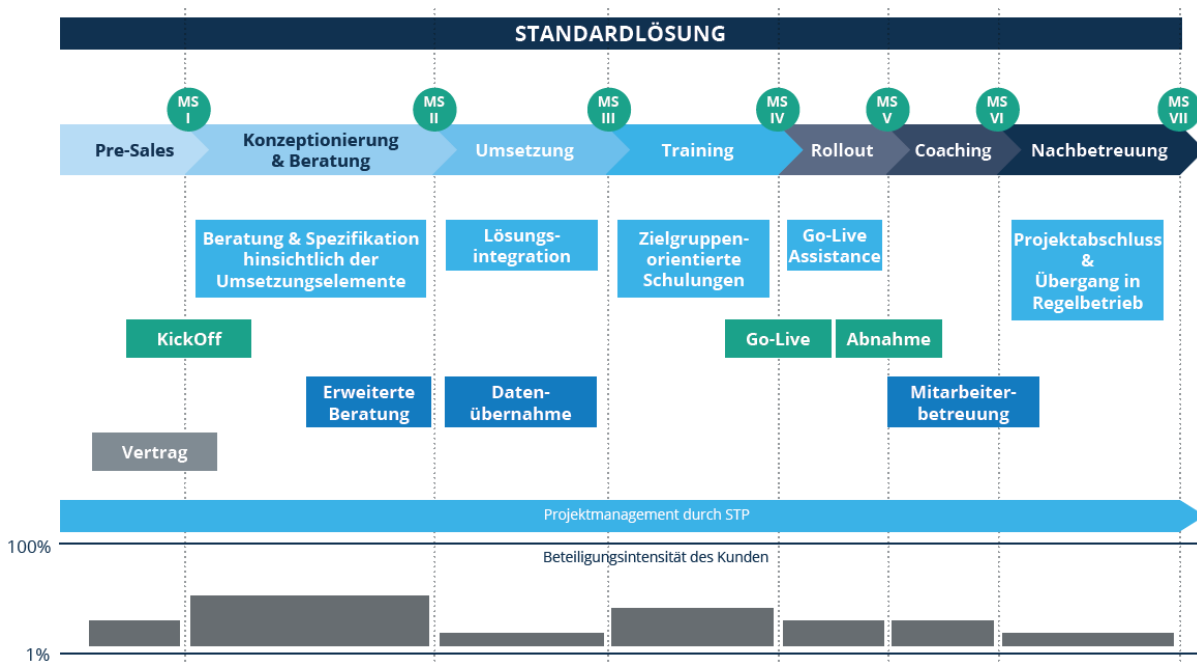 STANDARDLÖSUNG
MS
I
MS
II
MS
III
MS
IV
MS
V
MS
VI
MS
VII
Pre-Sales
Konzeptionierung
& Beratung
Umsetzung
Training
Rollout
Coaching
Nachbetreuung
Beratung & Spezifikation
hinsichtlich der
Umsetzungselemente
Lösungs-
integration
Zielgruppen-
orientierte
Schulungen
Go-Live
Assistance
Projektabschluss
&
Übergang in
Regelbetrieb
KickOff
Go-Live
Abnahme
Erweiterte
Beratung
Daten-
übernahme
Mitarbeiter-
betreuung
Vertrag
Projektmanagement durch STP
100%
Beteiligungsintensität des Kunden
1%